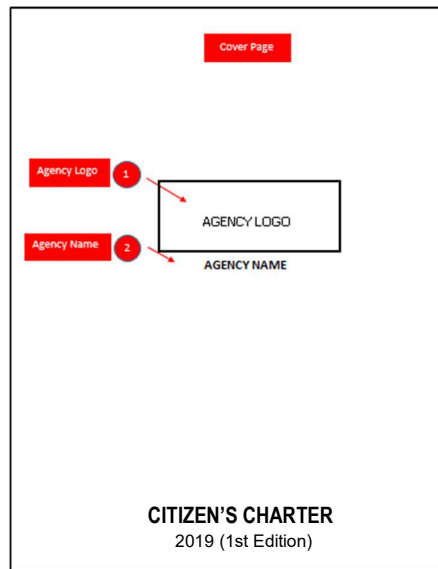 Cover Page
Agency Logo 1
AGENCY LOGO
Agency Name 2
AGENCY NAME
CITIZEN'S CHARTER
2019 (1st Edition)